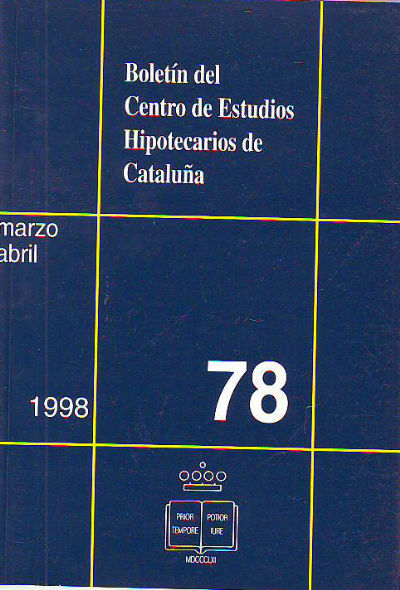 Boletín del
Centro de Estudios
Hipotecarios de
Cataluña
marzo
abril
1998
78
PRIOR
TEMPORE
POTIOR
IURE
MDCCCLXI